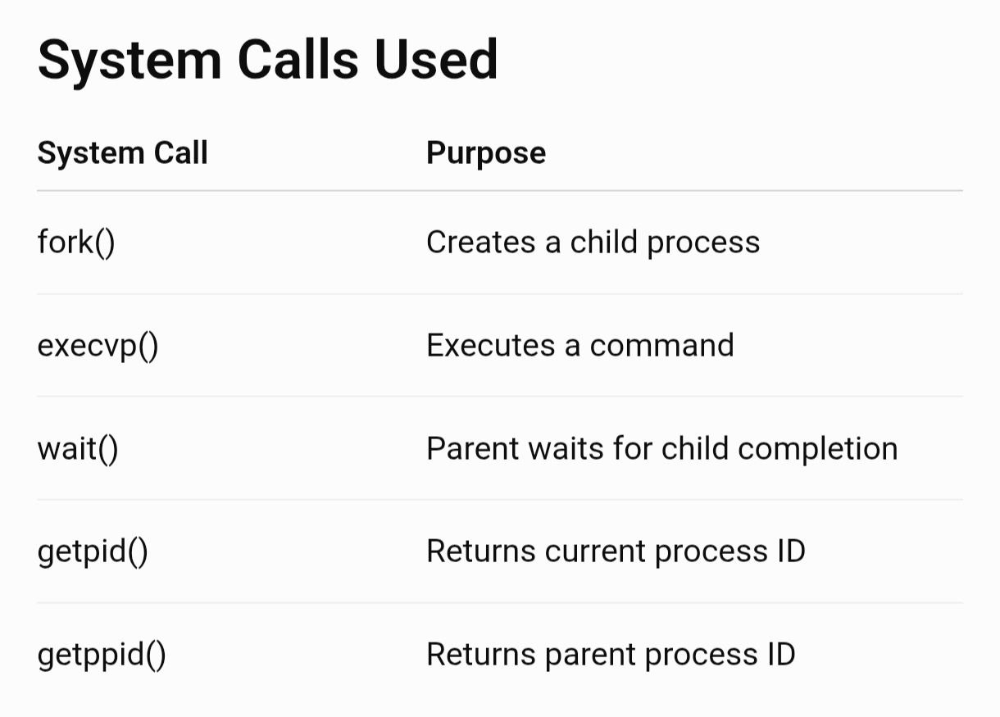 System Calls Used
System Call Purpose
fork() Creates a child process
execvp() Executes a command
wait() Parent waits for child completion
getpid() Returns current process ID
getppid() Returns parent process ID